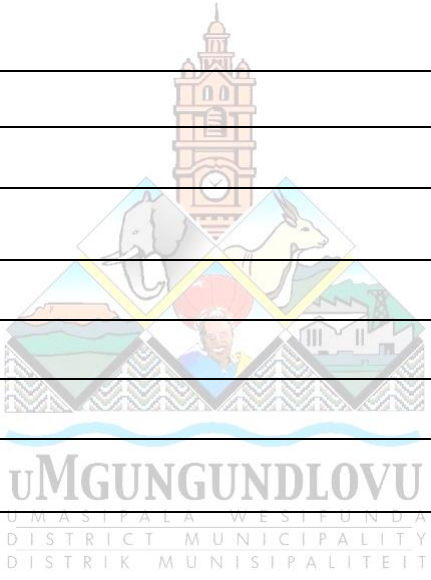 uMGUNGUNDLOVU
UMASIPALA WESIFUNDA
DISTRICT MUNICIPALITY
DISTRIK MUNISIPALITEIT